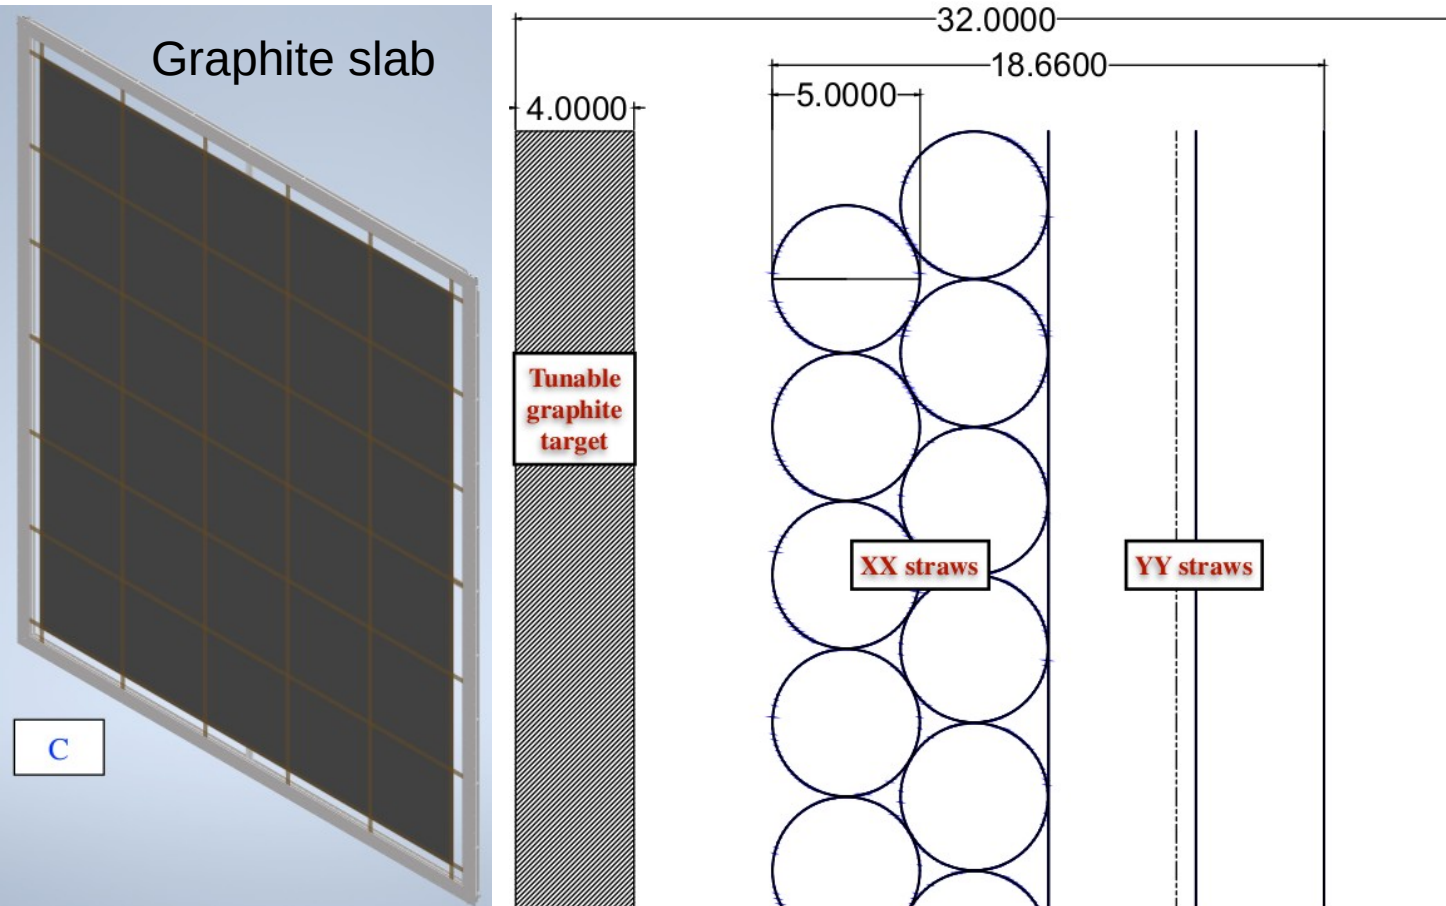 Graphite slab
C
32.0000
18.6600
5.0000
4.0000
Tunable
graphite
target
XX straws
YY straws